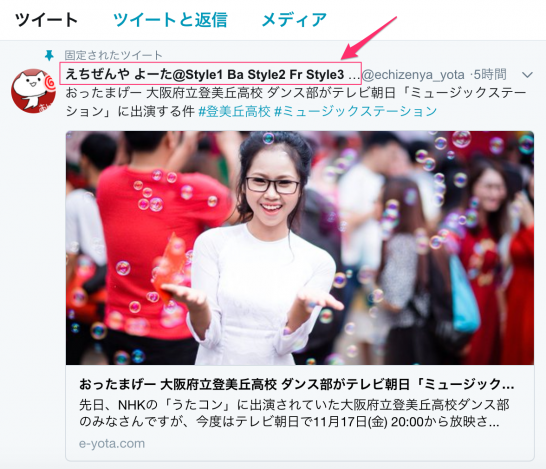 ツイート ツイートと返信 メディア
固定されたツイート
えちぜんや よーた@Style1 Ba Style2 Fr Style3 ... @echizenya_yota ·5時間
おったまげー 大阪府立登美丘高校 ダンス部がテレビ朝日「ミュージックステー
ション」に出演する件 #登美丘高校 #ミュージックステーション
おったまげー 大阪府立登美丘高校 ダンス部がテレビ朝日「ミュージック...
先日、NHKの「うたコン」に出演されていた大阪府立登美丘高校ダンス部
のみなさんですが、今度はテレビ朝日で11月17日(金) 20:00から放映さ...
e-yota.com